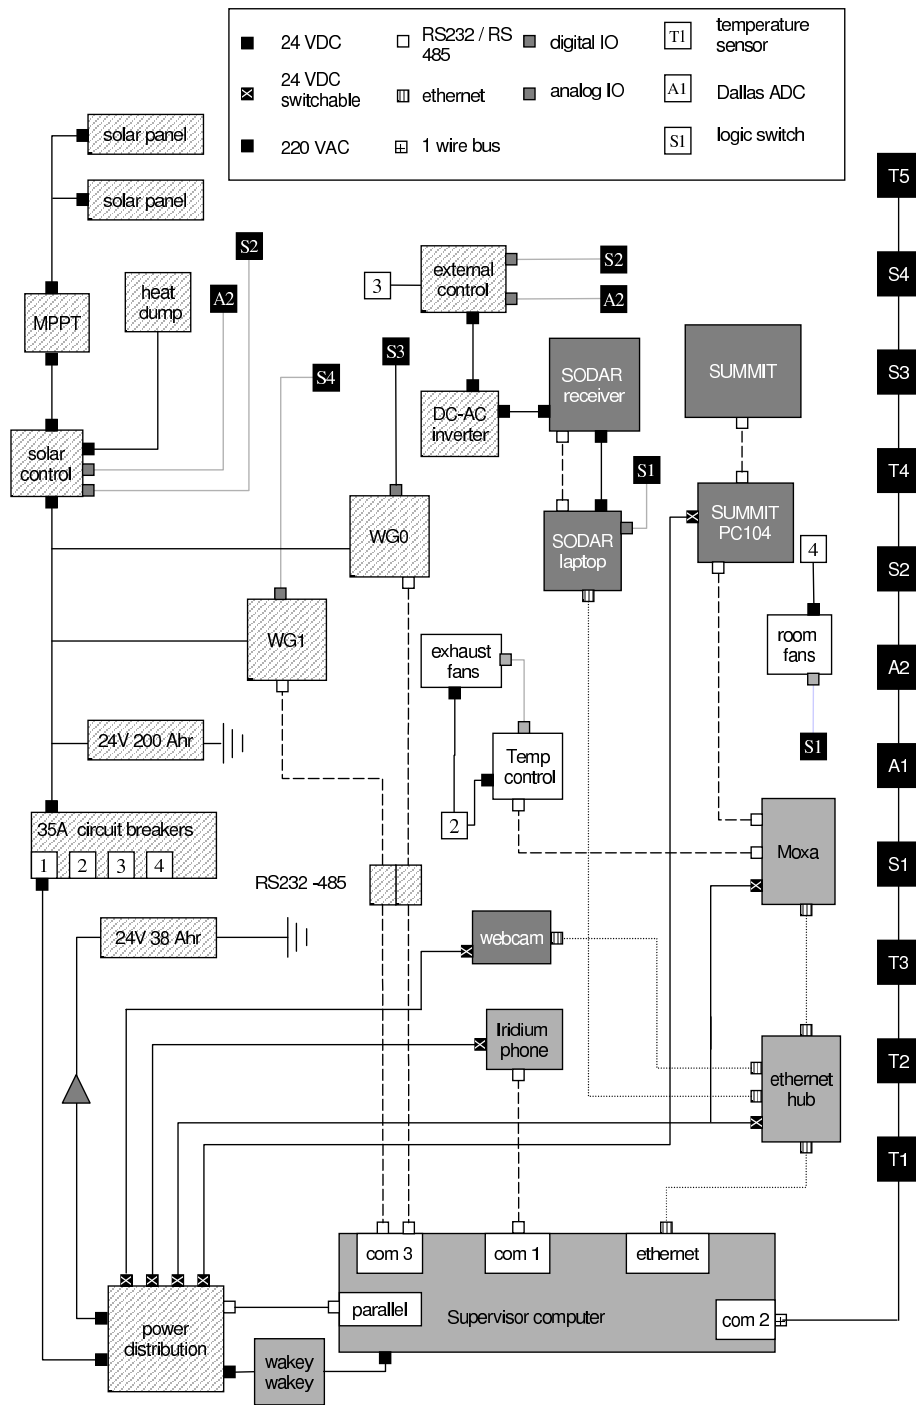 24 VDC
RS232 / RS
485
digital IO
T1
temperature
sensor
24 VDC
switchable
ethernet
analog IO
A1
Dallas ADC
220 VAC
1 wire bus
S1
logic switch
solar panel
solar panel
T5
S2
S4
external
control
3
S2
A2
heat
dump
A2
MPPT
S3
SODAR
receiver
SUMMIT
S3
S4
DC-AC
inverter
solar
control
S1
T4
WG0
SODAR
laptop
SUMMIT
PC104
4
S2
WG1
exhaust
fans
room
fans
A2
24V 200 Ahr
Temp
control
S1
A1
35A circuit breakers
1
2
3
4
2
Moxa
S1
RS232 -485
24V 38 Ahr
webcam
T3
Iridium
phone
ethernet
hub
T2
T1
com 3
com 1
ethernet
parallel
Supervisor computer
com 2
power
distribution
wakey
wakey